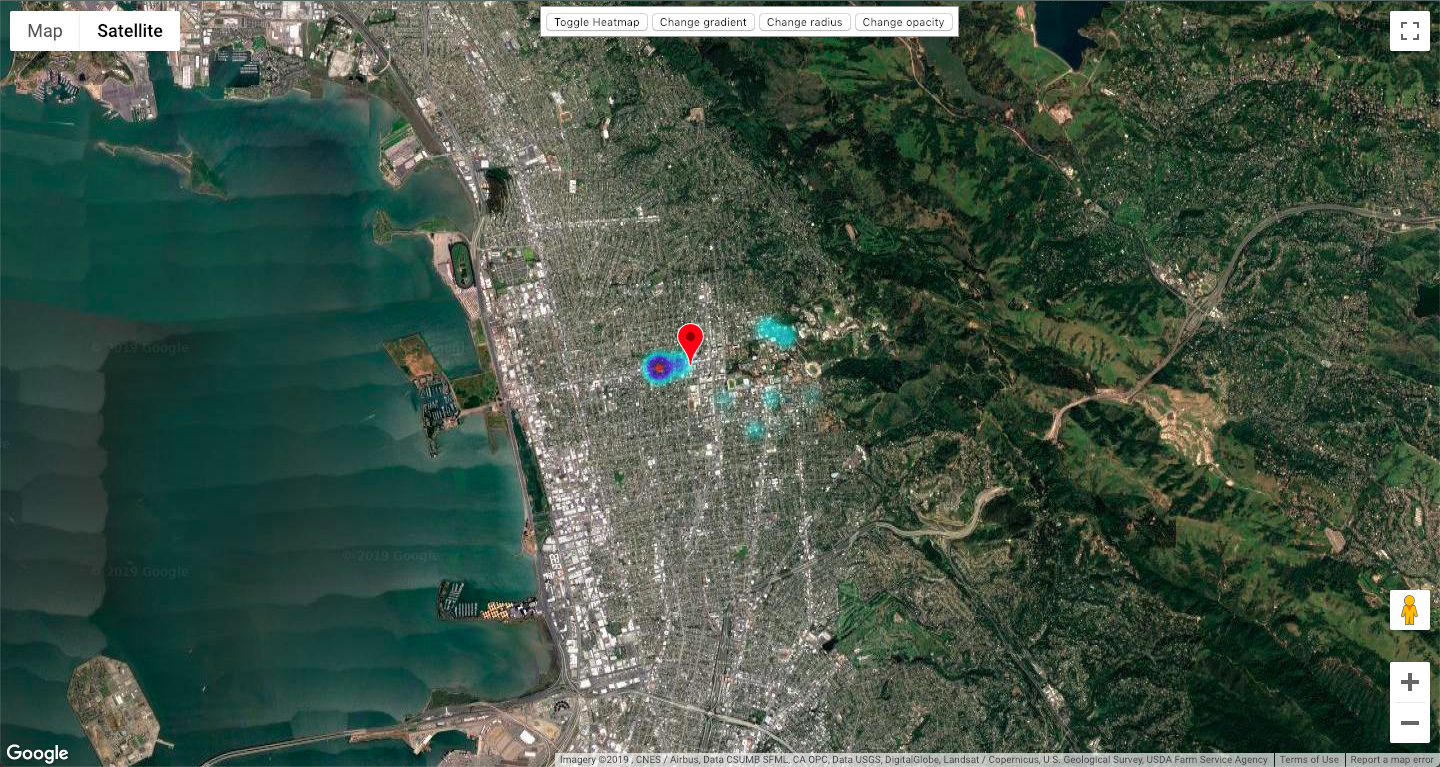 Map Satellite
Toggle Heatmap Change gradient Change radius Change opacity
© 2019 Google
© 2019 Google
© 2019 Google
Google
Imagery ©2019 , CNES / Airbus, Data CSUMB SFML, CA OPC, Data USGS, DigitalGlobe, Landsat / Copernicus, U.S. Geological Survey, USDA Farm Service Agency Terms of Use Report a map error